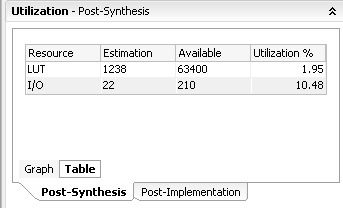 Utilization - Post-Synthesis
Resource Estimation Available Utilization %
LUT 1238 63400 1.95
I/O 22 210 10.48
Graph Table
Post-Synthesis Post-Implementation